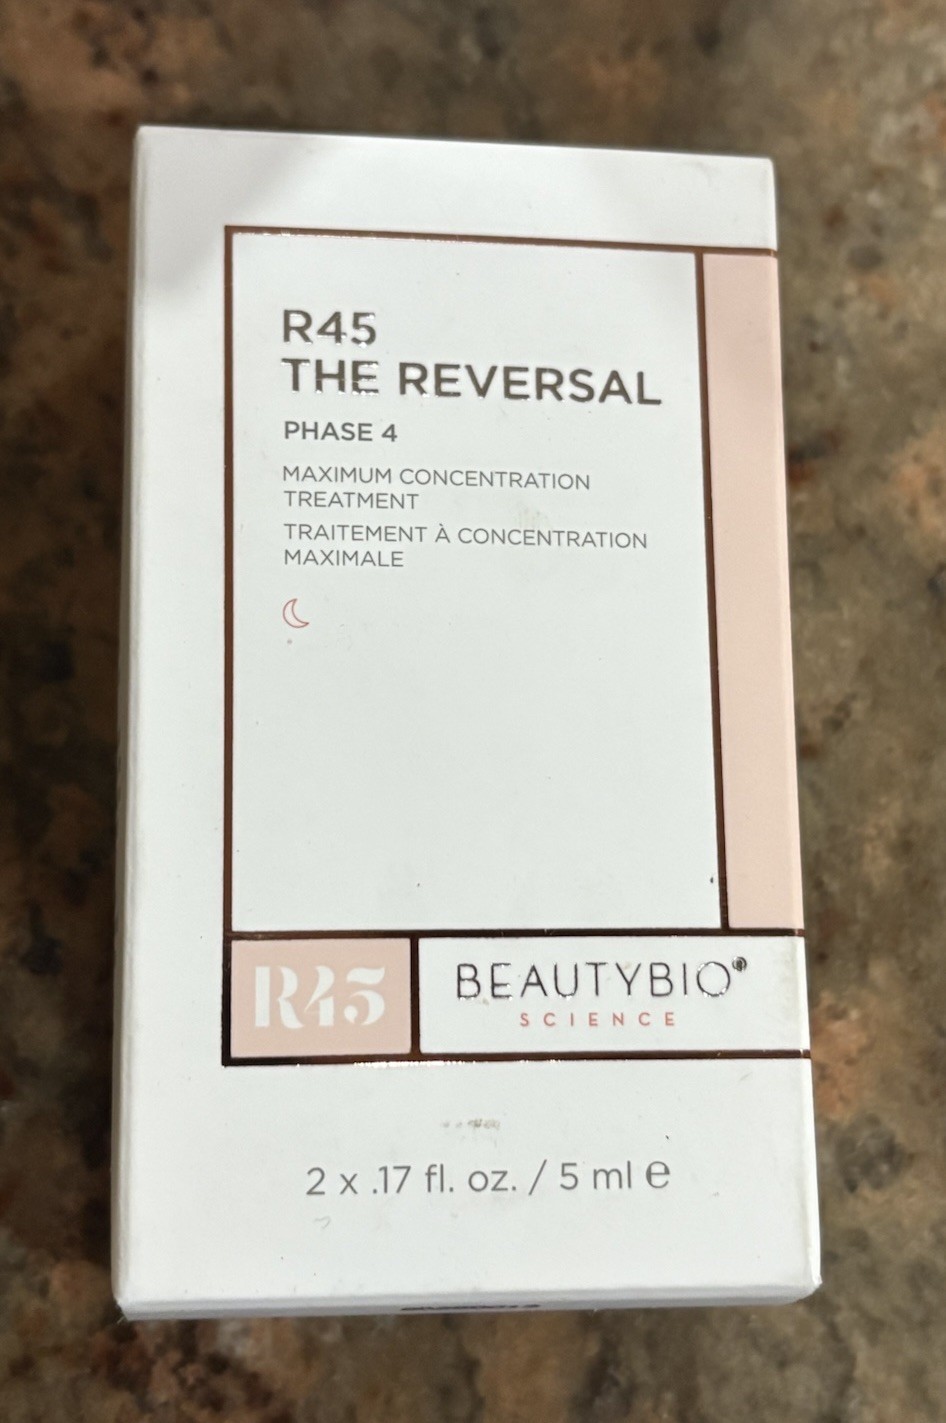 R45
THE REVERSAL
PHASE 4
MAXIMUM CONCENTRATION
TREATMENT
TRAITEMENT À CONCENTRATION
MAXIMALE
R45
BEAUTYBIO®
SCIENCE
2 x .17 fl. oz. / 5 ml ℮